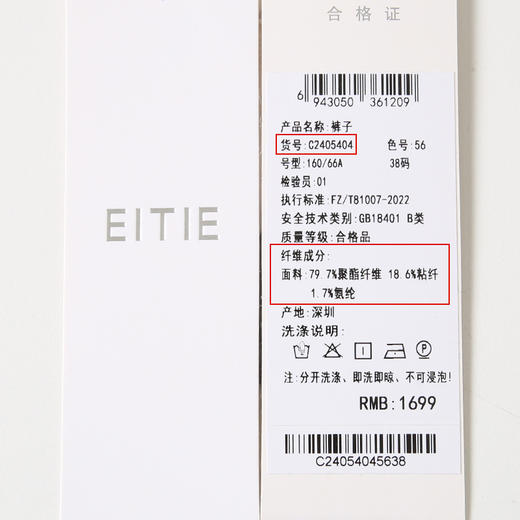 EITIE
合格证
6 943050 361209
产品名称:裤子
货号:C2405404 色号:56
号型:160/66A 38码
检验员:01
执行标准:FZ/T81007-2022
安全技术类别:GB18401 B类
质量等级:合格品
纤维成分:
面料:79.7%聚酯纤维 18.6%粘纤
1.7%氨纶
产地:深圳
洗涤说明:
注:分开洗涤、即洗即晾、不可浸泡!
RMB:1699
C24054045638